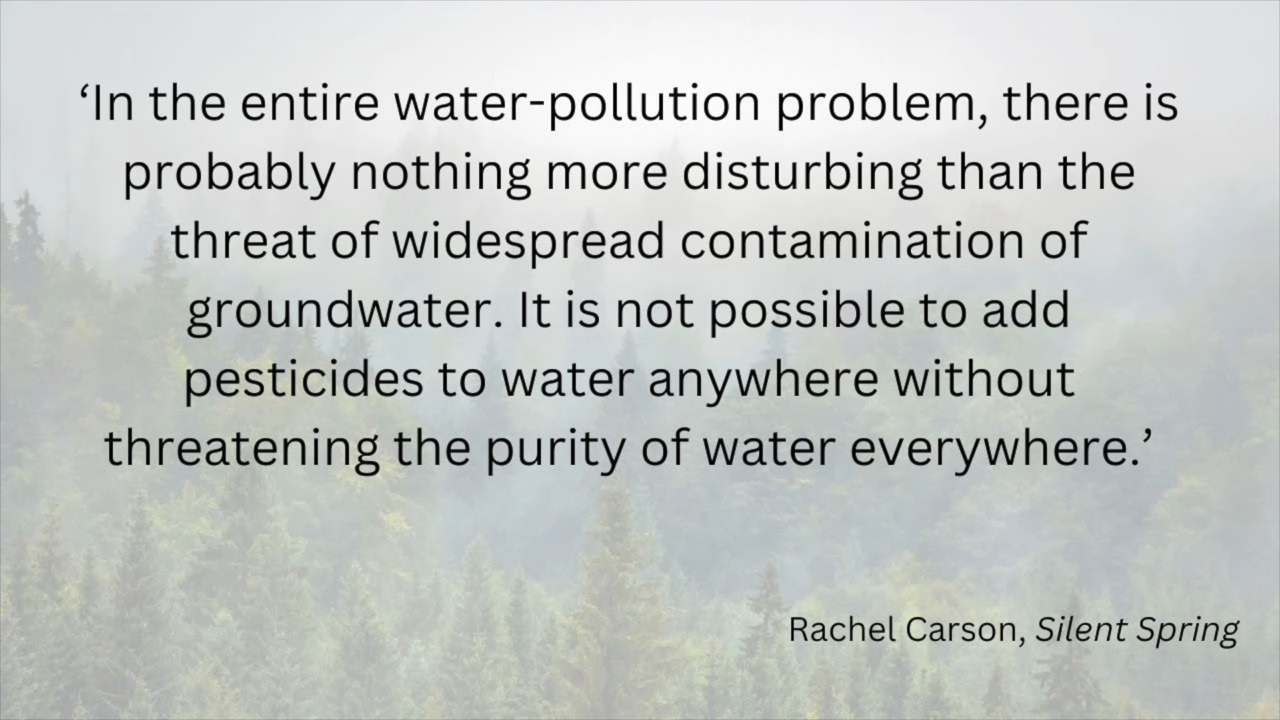 ‘In the entire water-pollution problem, there is
probably nothing more disturbing than the
threat of widespread contamination of
groundwater. It is not possible to add
pesticides to water anywhere without
threatening the purity of water everywhere.’
Rachel Carson, Silent Spring